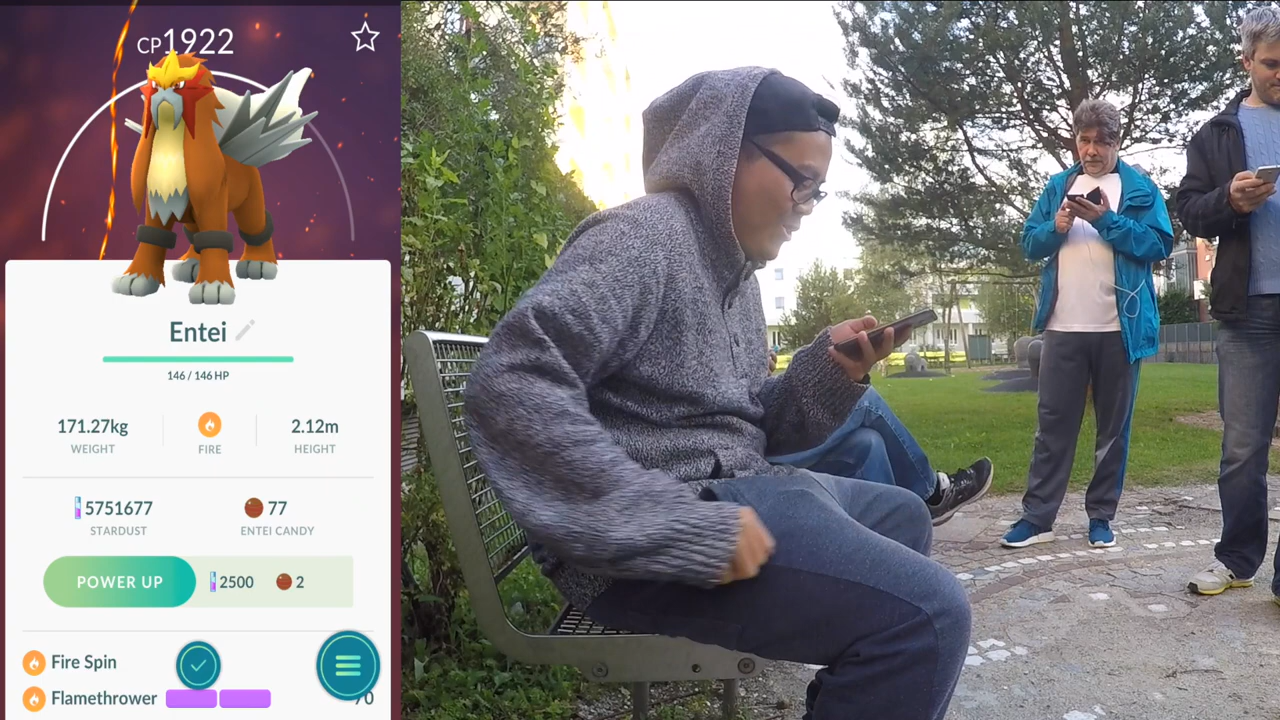 CP1922
Entei
146 / 146 HP
171.27kg
WEIGHT
FIRE
2.12m
HEIGHT
5751677
STARDUST
77
ENTEI CANDY
POWER UP
2500
2
Fire Spin
Flamethrower
70